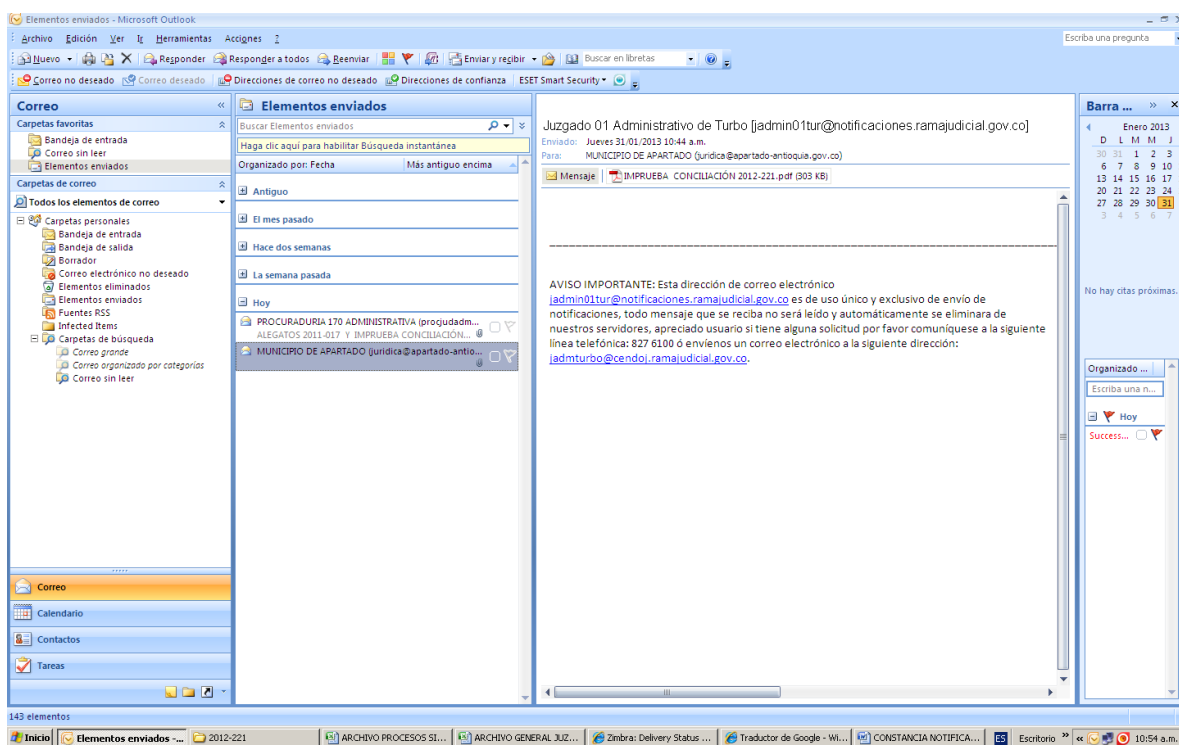 Elementos enviados - Microsoft Outlook
Archivo Edición Ver Ir Herramientas Acciones ?
Escriba una pregunta
Nuevo Responder Responder a todos Reenviar Enviar y recibir Buscar en libretas
Correo no deseado Correo deseado Direcciones de correo no deseado Direcciones de confianza ESET Smart Security
Correo «
Carpetas favoritas
Bandeja de entrada
Correo sin leer
Elementos enviados
Carpetas de correo
Todos los elementos de correo
Carpetas personales
Bandeja de entrada
Bandeja de salida
Borrador
Correo electrónico no deseado
Elementos eliminados
Elementos enviados
Fuentes RSS
Infected Items
Carpetas de búsqueda
Correo grande
Correo organizado por categorías
Correo sin leer
Correo
Calendario
Contactos
Tareas
Elementos enviados
Buscar Elementos enviados
Haga clic aquí para habilitar Búsqueda instantánea
Organizado por: Fecha Más antiguo encima
Antiguo
El mes pasado
Hace dos semanas
La semana pasada
Hoy
PROCURADURIA 170 ADMINISTRATIVA (procjudadm...
ALEGATOS 2011-017 Y IMPRUEBA CONCILIACIÓN...
MUNICIPIO DE APARTADO (juridica@apartado-antio...
Juzgado 01 Administrativo de Turbo [jadmin01tur@notificaciones.ramajudicial.gov.co]
Enviado: Jueves 31/01/2013 10:44 a.m.
Para: MUNICIPIO DE APARTADO (juridica@apartado-antioquia.gov.co)
Mensaje IMPRUEBA CONCILIACIÓN 2012-221.pdf (303 KB)
AVISO IMPORTANTE: Esta dirección de correo electrónico
jadmin01tur@notificaciones.ramajudicial.gov.co es de uso único y exclusivo de envío de
notificaciones, todo mensaje que se reciba no será leído y automáticamente se eliminara de
nuestros servidores, apreciado usuario si tiene alguna solicitud por favor comuníquese a la siguiente
línea telefónica: 827 6100 ó envíenos un correo electrónico a la siguiente dirección:
jadmturbo@cendoj.ramajudicial.gov.co.
Barra ... » ×
Enero 2013
D L M M J
30 31 1 2 3
6 7 8 9 10
13 14 15 16 17
20 21 22 23 24
27 28 29 30 31
3 4 5 6 7
No hay citas próximas.
Organizado ...
Escriba una n...
Hoy
Success...
143 elementos
Inicio Elementos enviados -... 2012-221 ARCHIVO PROCESOS SI... ARCHIVO GENERAL JUZ... Zimbra: Delivery Status ... Traductor de Google - Wi... CONSTANCIA NOTIFICA... ES Escritorio » « 10:54 a.m.